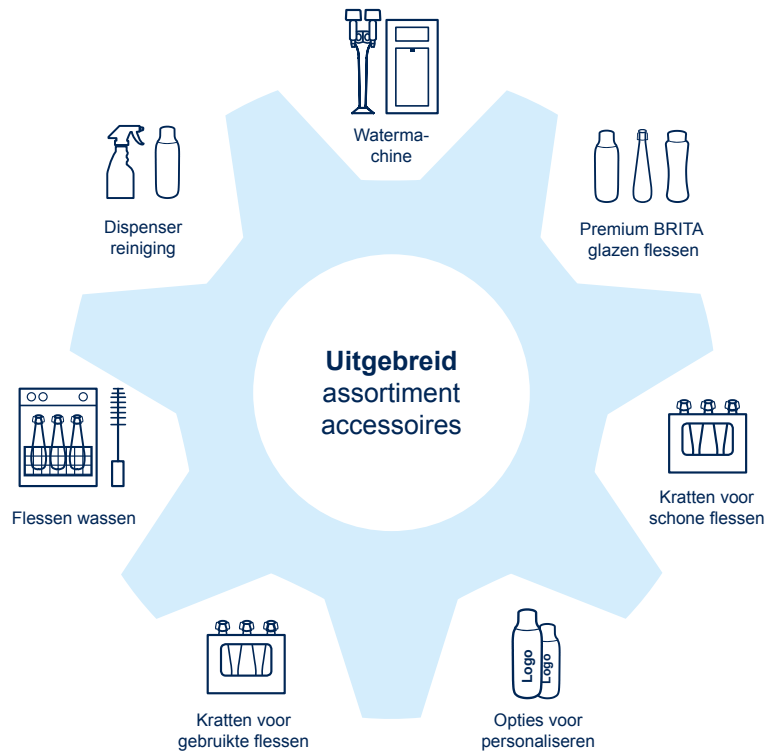 Waterma-
chine
Dispenser
reiniging
Premium BRITA
glazen flessen
Uitgebreid
assortiment
accessoires
Flessen wassen
Kratten voor
schone flessen
Logo
Logo
Kratten voor
gebruikte flessen
Opties voor
personaliseren